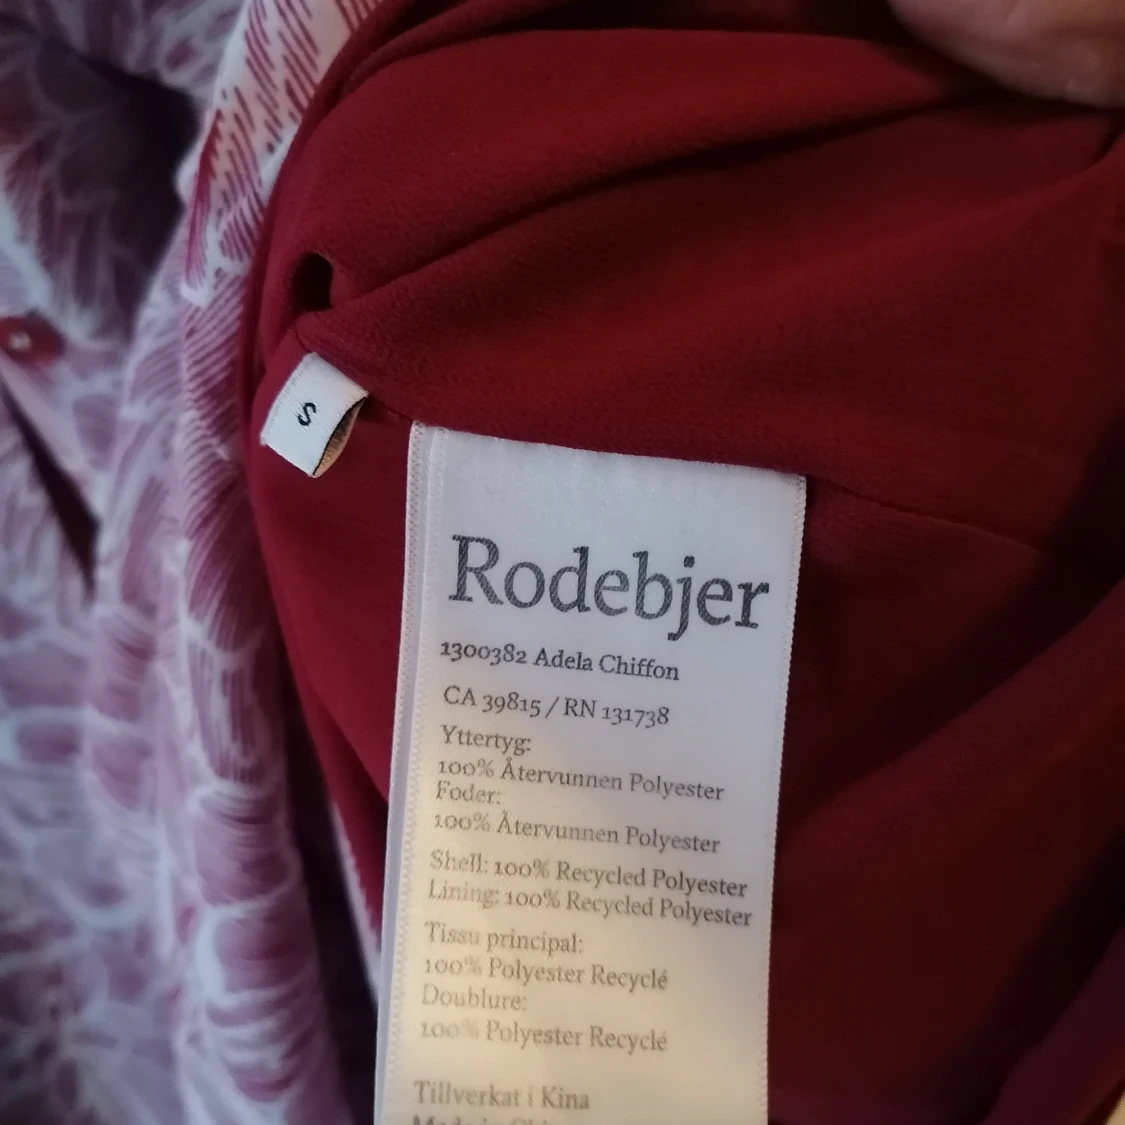 S
Rodebjer
1300382 Adela Chiffon
CA 39815 / RN 131738
Yttertyg:
100% Återvunnen Polyester
Foder:
100% Återvunnen Polyester
Shell: 100% Recycled Polyester
Lining: 100% Recycled Polyester
Tissu principal:
100% Polyester Recyclé
Doublure:
100% Polyester Recyclé
Tillverkat i Kina